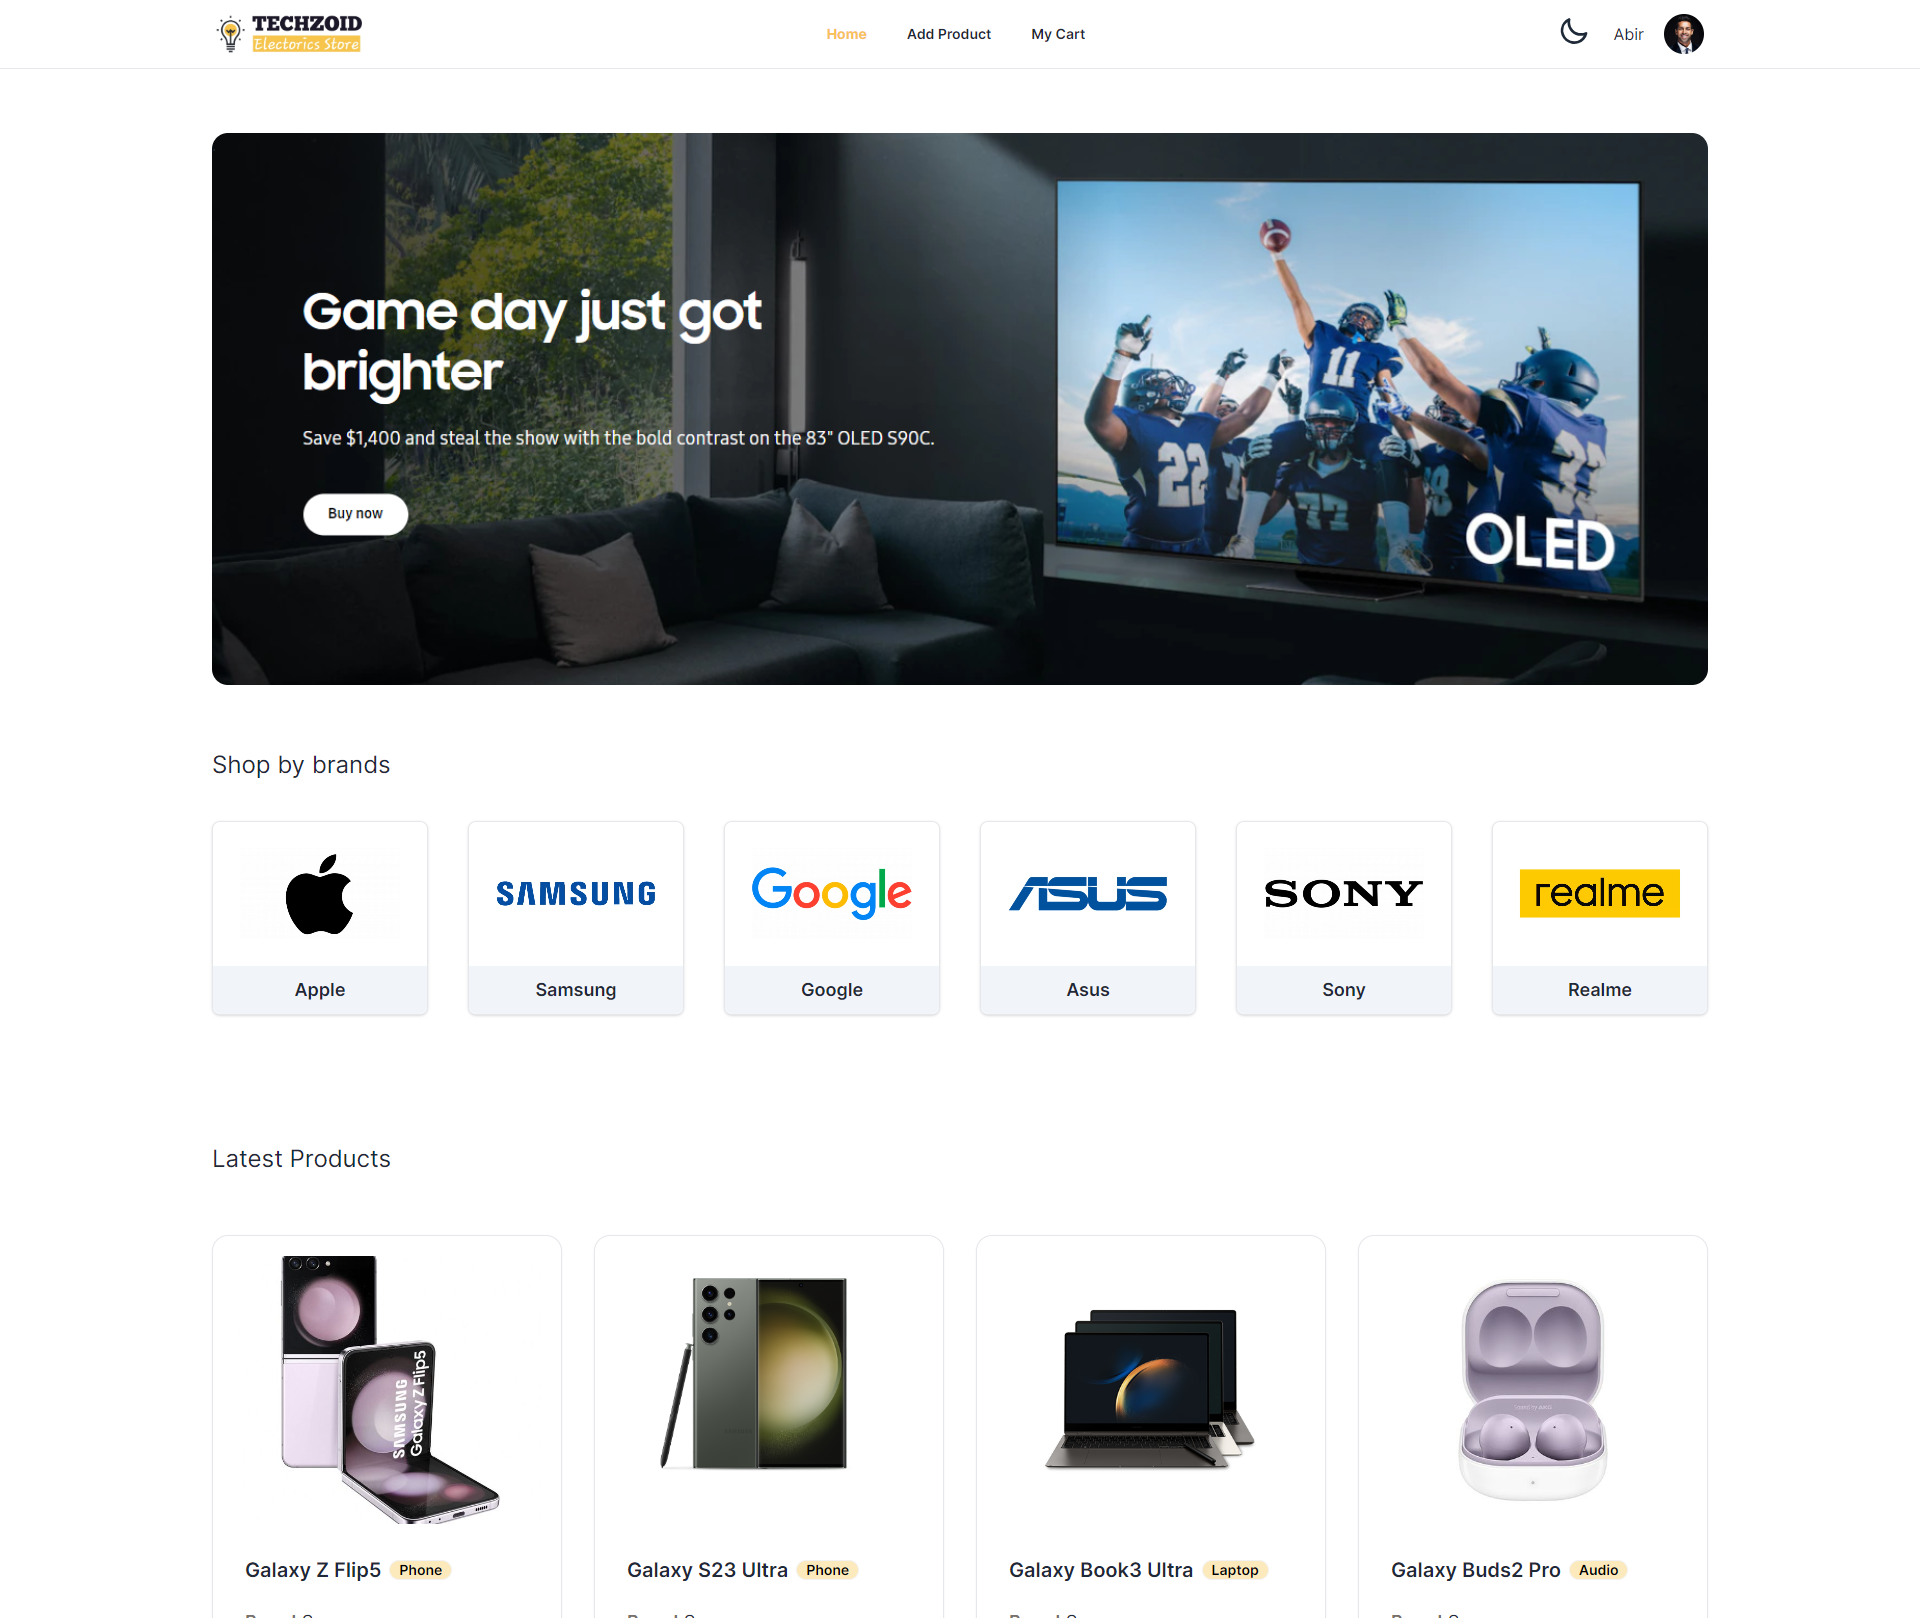 TECHZOID
Electorics Store
Home
Add Product
My Cart
Abir
Game day just got
brighter
Save $1,400 and steal the show with the bold contrast on the 83" OLED S90C.
Buy now
11
22
77
OLED
Shop by brands
SAMSUNG
Google
ASUS
SONY
realme
Apple
Samsung
Google
Asus
Sony
Realme
Latest Products
SAMSUNG
Galaxy Z Flip5
Galaxy Z Flip5 Phone
Galaxy S23 Ultra Phone
Galaxy Book3 Ultra Laptop
Galaxy Buds2 Pro Audio